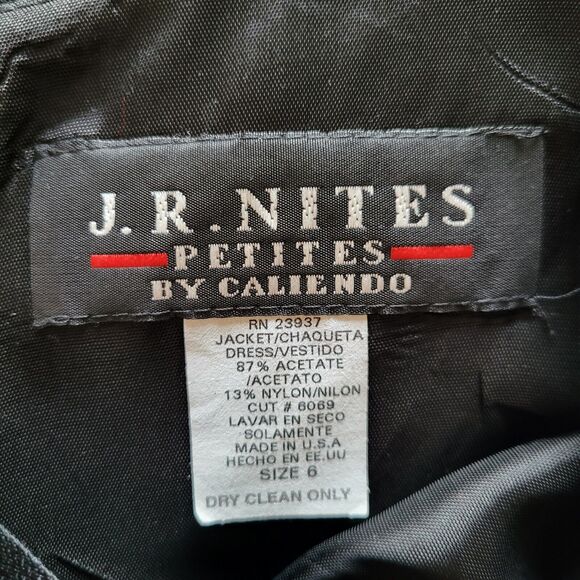 J.R.NITES
PETITES
BY CALIENDO
RN 23937
JACKET/CHAQUETA
DRESS/VESTIDO
87% ACETATE
/ACETATO
13% NYLON/NILON
CUT # 6069
LAVAR EN SECO
SOLAMENTE
MADE IN U.S.A
HECHO EN EE.UU
SIZE 6
DRY CLEAN ONLY